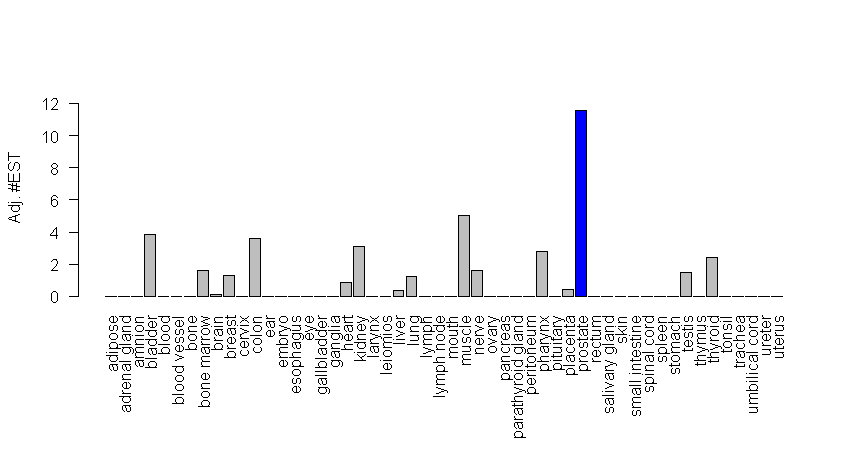 Adj. #EST
12
10
8
6
4
2
0
adipose
adrenal gland
amnion
bladder
blood
blood vessel
bone
bone marrow
brain
breast
cervix
colon
ear
embryo
esophagus
eye
gallbladder
ganglia
heart
kidney
larynx
leiomios
liver
lung
lymph
lymph node
mouth
muscle
nerve
ovary
pancreas
parathyroid gland
peritoneum
pharynx
pituitary
placenta
prostate
rectum
salivary gland
skin
small intestine
spinal cord
spleen
stomach
testis
thymus
thyroid
tonsil
trachea
umbilical cord
ureter
uterus